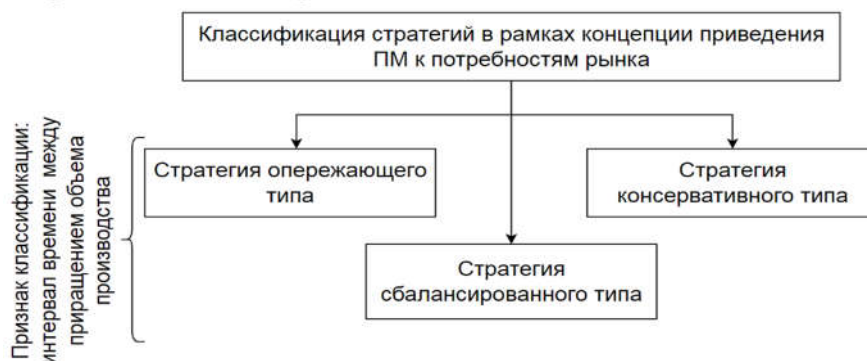 Классификация стратегий в рамках концепции приведения
ПМ к потребностям рынка
Признак классификации:
интервал времени между
приращением объема
производства
Стратегия опережающего
типа
Стратегия
консервативного типа
Стратегия
сбалансированного типа